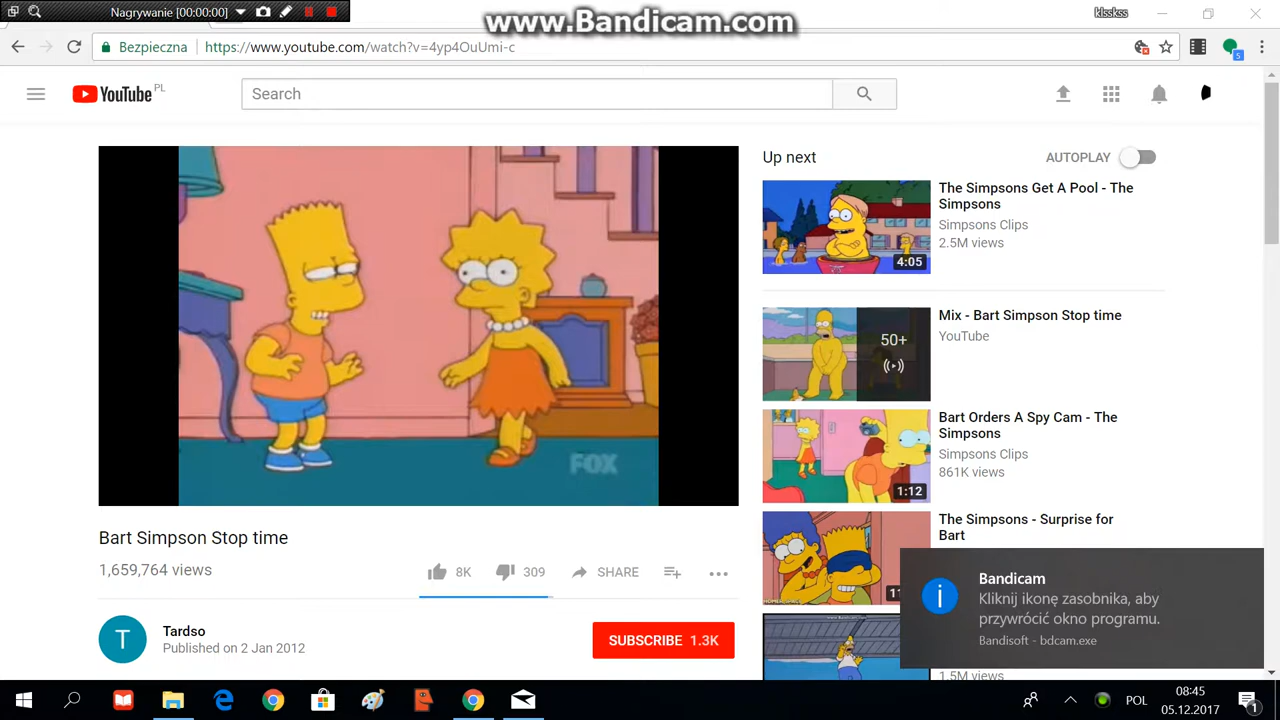 Nagrywanie [00:00:00]
www.Bandicam.com
klsskss
Bezpieczna
https://www.youtube.com/watch?v=4yp4OuUmi-c
5
YouTube PL
Search
FOX
Bart Simpson Stop time
1,659,764 views
8K
309
SHARE
T
Tardso
Published on 2 Jan 2012
SUBSCRIBE 1.3K
Up next
AUTOPLAY
The Simpsons Get A Pool - The
Simpsons
Simpsons Clips
2.5M views
4:05
Mix - Bart Simpson Stop time
YouTube
50+
Bart Orders A Spy Cam - The
Simpsons
Simpsons Clips
861K views
1:12
The Simpsons - Surprise for
Bart
1.5M views
Bandicam
Kliknij ikonę zasobnika, aby
przywrócić okno programu.
Bandisoft - bdcam.exe
POL
08:45
05.12.2017
1